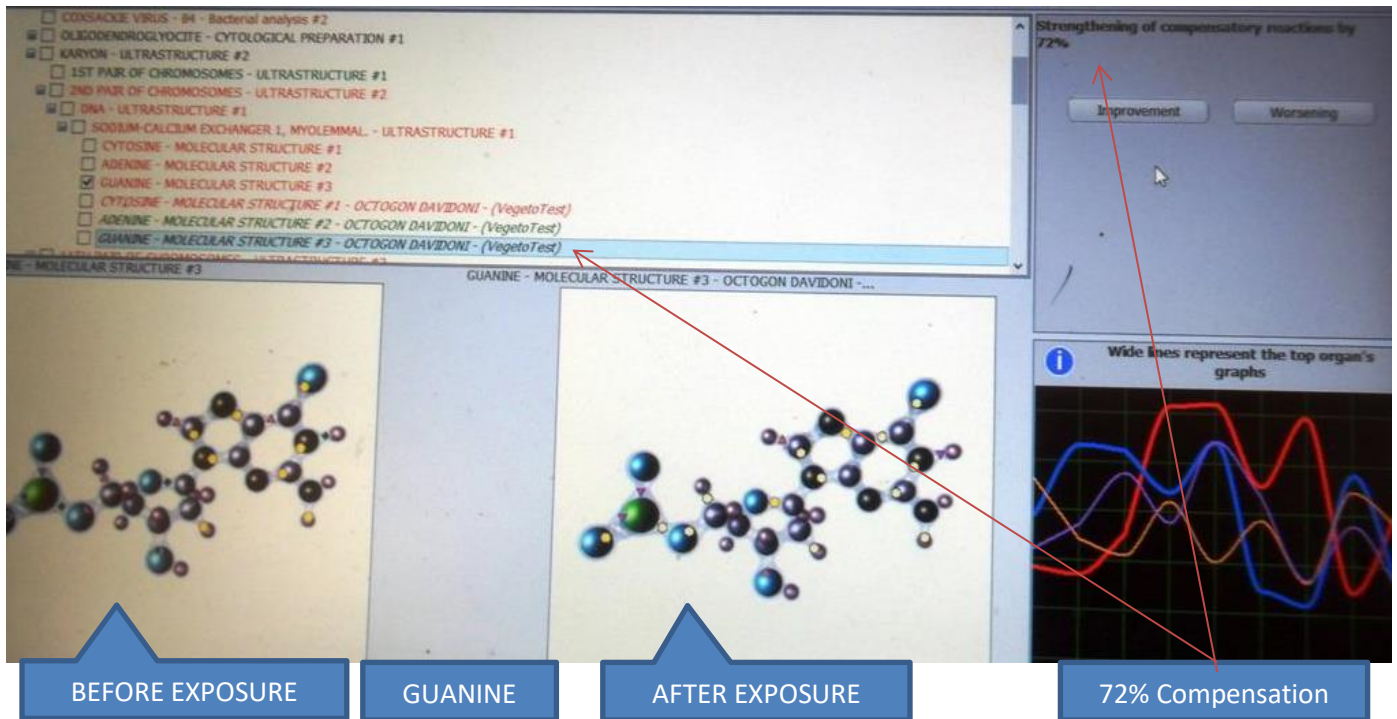 COXSACKIE VIRUS - B4 - Bacterial analysis #2
OLIGODENDROGLYOCITE - CYTOLOGICAL PREPARATION #1
KARYON - ULTRASTRUCTURE #2
1ST PAIR OF CHROMOSOMES - ULTRASTRUCTURE #1
2ND PAIR OF CHROMOSOMES - ULTRASTRUCTURE #2
DNA - ULTRASTRUCTURE #1
SODIUM-CALCIUM EXCHANGER 1, MYOLEMMAL. - ULTRASTRUCTURE #1
CYTOSINE - MOLECULAR STRUCTURE #1
ADENINE - MOLECULAR STRUCTURE #2
GUANINE - MOLECULAR STRUCTURE #3
CYTOSINE - MOLECULAR STRUCTURE #1 - OCTOGON DAVIDONI - (VegetoTest)
ADENINE - MOLECULAR STRUCTURE #2 - OCTOGON DAVIDONI - (VegetoTest)
GUANINE - MOLECULAR STRUCTURE #3 - OCTOGON DAVIDONI - (VegetoTest)
PAIR OF CHROMOSOMES - ULTRASTRUCTURE #2
Strengthening of compensatory reactions by
72%
Improvement
Worsening
- MOLECULAR STRUCTURE #3
GUANINE - MOLECULAR STRUCTURE #3 - OCTOGON DAVIDONI -...
Wide lines represent the top organ's
graphs
BEFORE EXPOSURE
GUANINE
AFTER EXPOSURE
72% Compensation